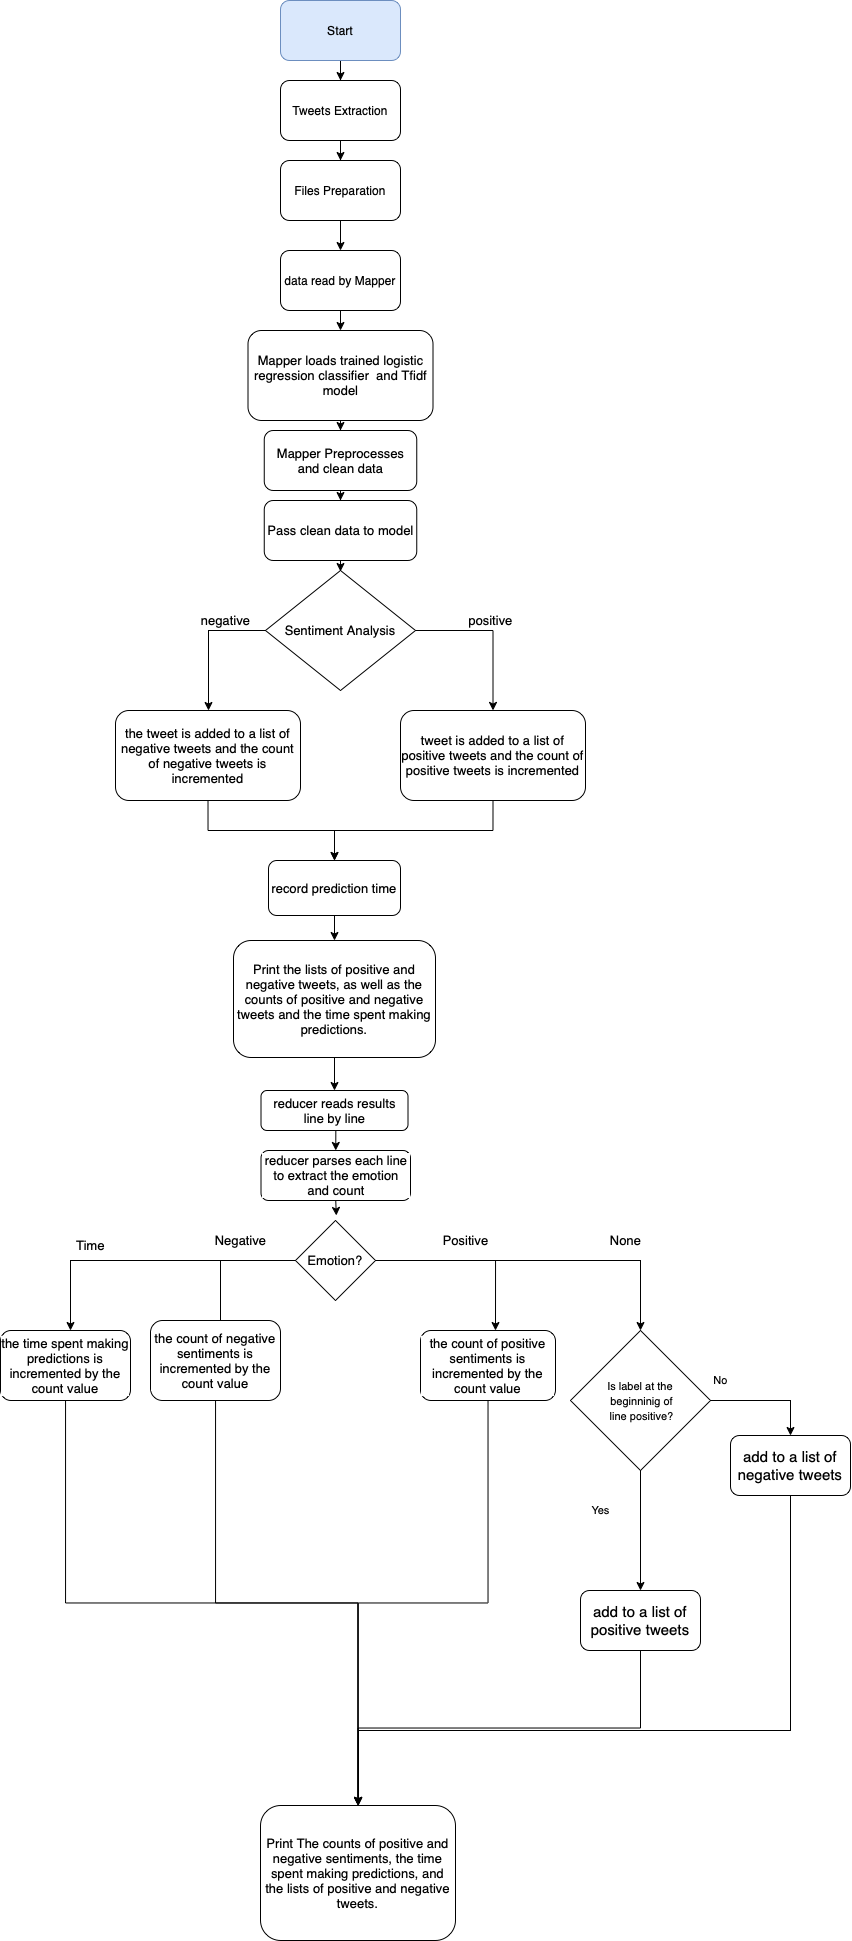 Start
Tweets Extraction
Files Preparation
data read by Mapper
Mapper loads trained logistic
regression classifier  and Tfidf
model
Mapper Preprocesses
and clean data
Pass clean data to model
negative
Sentiment Analysis
positive
the tweet is added to a list of
negative tweets and the count
of negative tweets is
incremented
tweet is added to a list of
positive tweets and the count of
positive tweets is incremented
record prediction time
Print the lists of positive and
negative tweets, as well as the
counts of positive and negative
tweets and the time spent making
predictions.
reducer reads results
line by line
reducer parses each line
to extract the emotion
and count
Time
Negative
Emotion?
Positive
None
the time spent making
predictions is
incremented by the
count value
the count of negative
sentiments is
incremented by the
count value
the count of positive
sentiments is
incremented by the
count value
Is label at the
beginninig of
line positive?
No
add to a list of
negative tweets
Yes
add to a list of
positive tweets
Print The counts of positive and
negative sentiments, the time
spent making predictions, and
the lists of positive and negative
tweets.